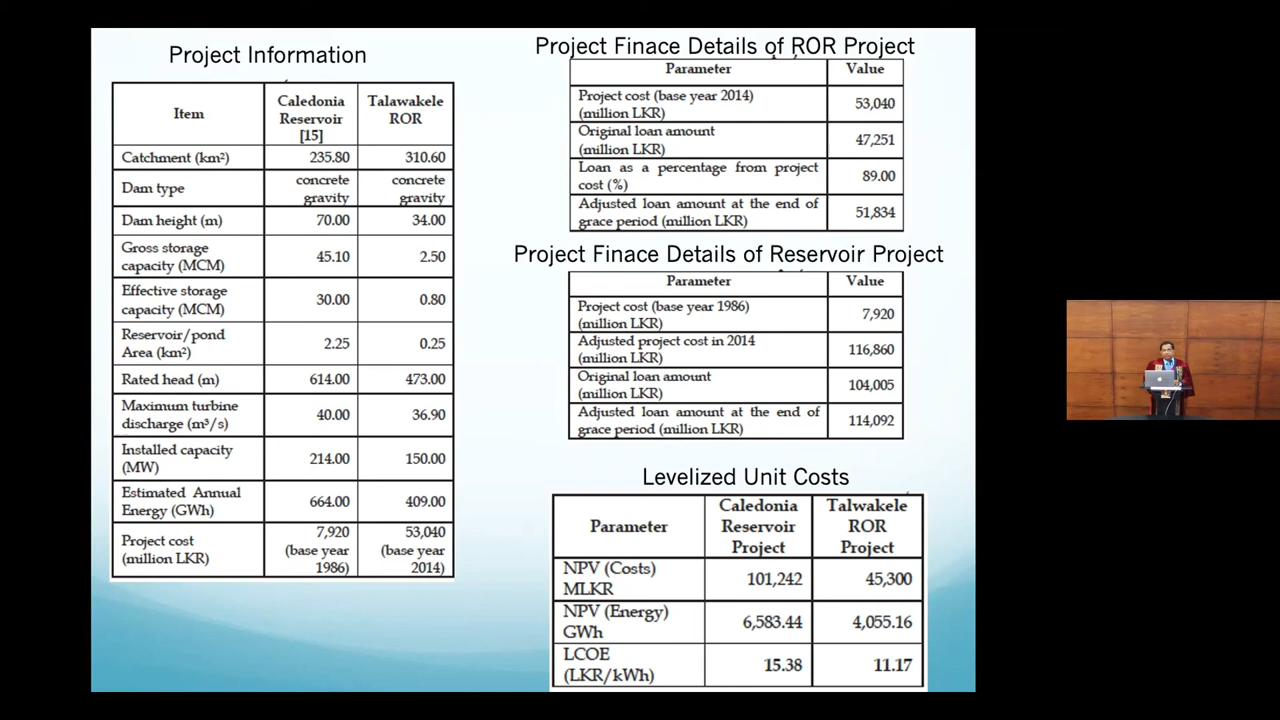 Project Information
Item Caledonia Reservoir [15] Talawakele ROR
Catchment (km²) 235.80 310.60
Dam type concrete gravity concrete gravity
Dam height (m) 70.00 34.00
Gross storage capacity (MCM) 45.10 2.50
Effective storage capacity (MCM) 30.00 0.80
Reservoir/pond Area (km²) 2.25 0.25
Rated head (m) 614.00 473.00
Maximum turbine discharge (m³/s) 40.00 36.90
Installed capacity (MW) 214.00 150.00
Estimated Annual Energy (GWh) 664.00 409.00
Project cost (million LKR) 7,920 (base year 1986) 53,040 (base year 2014)
Project Finace Details of ROR Project
Parameter Value
Project cost (base year 2014) (million LKR) 53,040
Original loan amount (million LKR) 47,251
Loan as a percentage from project cost (%) 89.00
Adjusted loan amount at the end of grace period (million LKR) 51,834
Project Finace Details of Reservoir Project
Parameter Value
Project cost (base year 1986) (million LKR) 7,920
Adjusted project cost in 2014 (million LKR) 116,860
Original loan amount (million LKR) 104,005
Adjusted loan amount at the end of grace period (million LKR) 114,092
Levelized Unit Costs
Parameter Caledonia Reservoir Project Talwakele ROR Project
NPV (Costs) MLKR 101,242 45,300
NPV (Energy) GWh 6,583.44 4,055.16
LCOE (LKR/kWh) 15.38 11.17